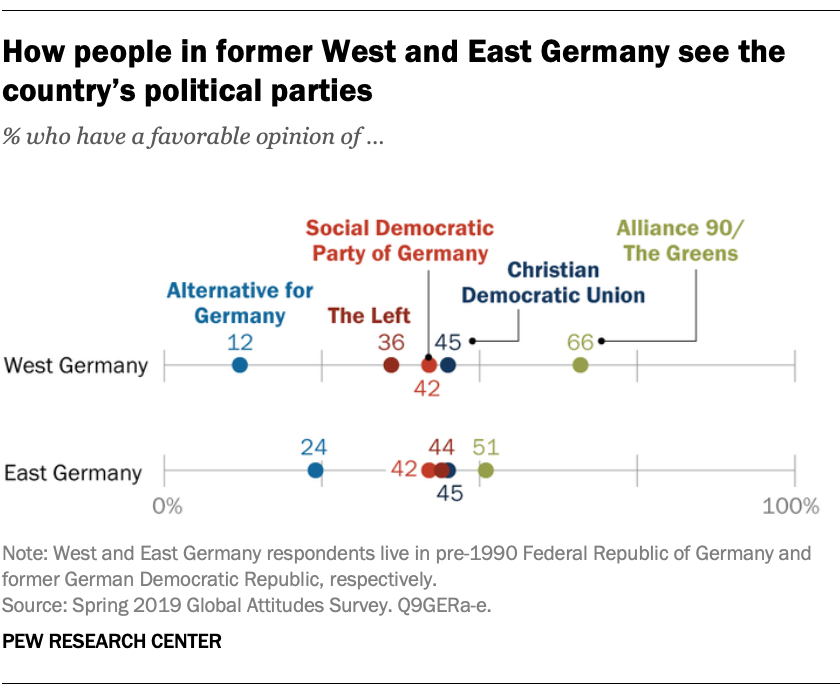 How people in former West and East Germany see the
country’s political parties
% who have a favorable opinion of ...
Social Democratic
Party of Germany
Alliance 90/
The Greens
Christian
Democratic Union
Alternative for
Germany
The Left
12
36
45
66
West Germany
42
24
44
51
42
East Germany
45
0%
100%
Note: West and East Germany respondents live in pre-1990 Federal Republic of Germany and
former German Democratic Republic, respectively.
Source: Spring 2019 Global Attitudes Survey. Q9GERa-e.
PEW RESEARCH CENTER